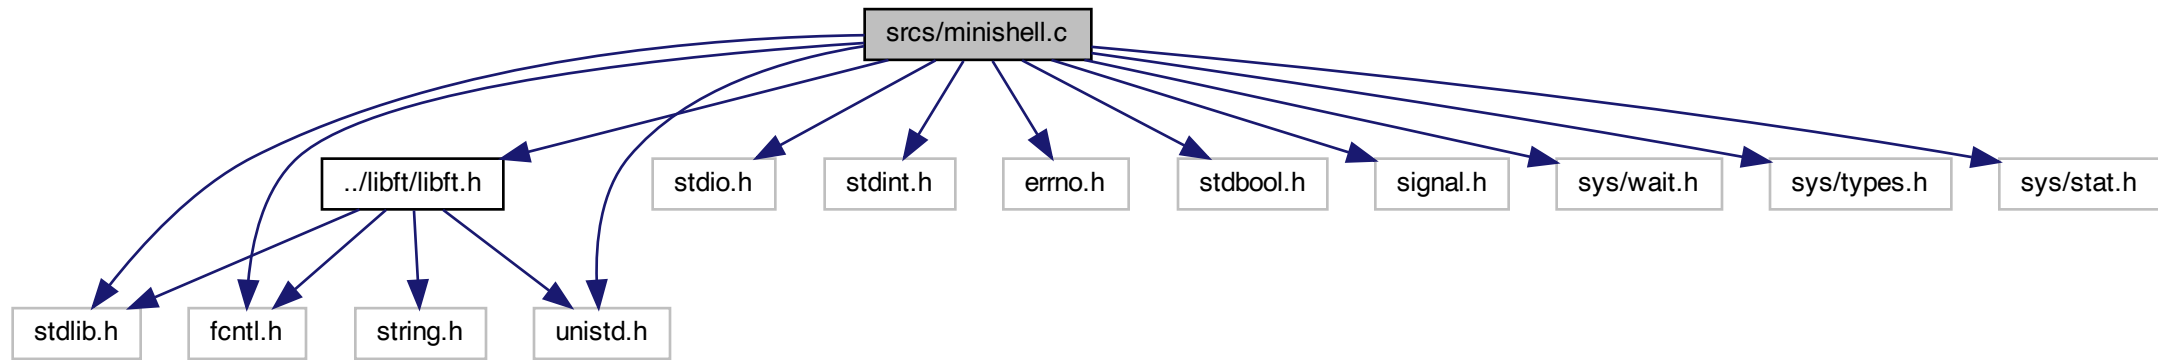 srcs/minishell.c
../libft/libft.h
stdio.h
stdint.h
errno.h
stdbool.h
signal.h
sys/wait.h
sys/types.h
sys/stat.h
stdlib.h
fcntl.h
string.h
unistd.h